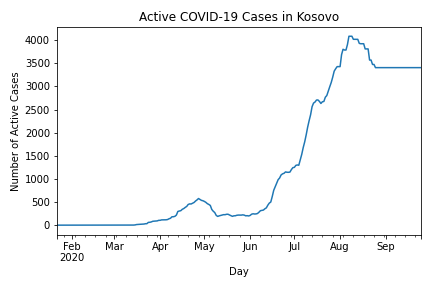 Active COVID-19 Cases in Kosovo
Number of Active Cases
4000
3500
3000
2500
2000
1500
1000
500
0
Feb Mar Apr May Jun Jul Aug Sep
2020
Day